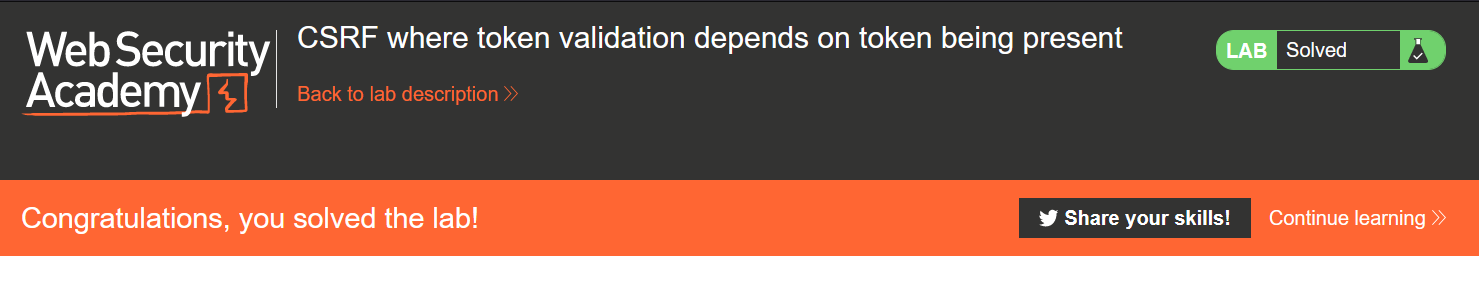 Web Security
Academy
CSRF where token validation depends on token being present
Back to lab description
LAB Solved
Congratulations, you solved the lab!
Share your skills!
Continue learning